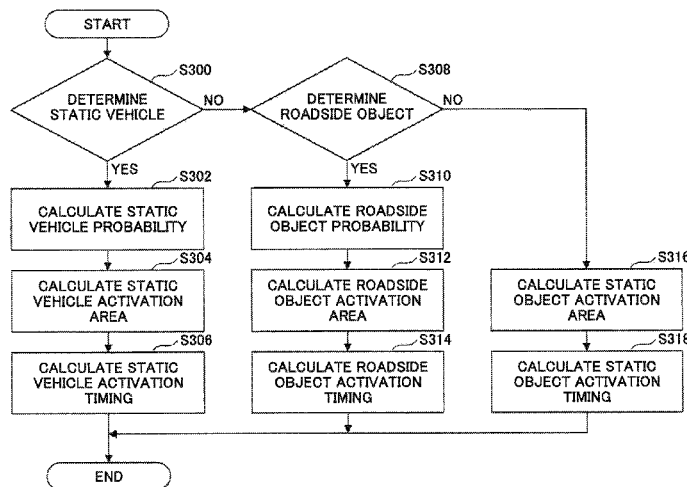 START
S300
DETERMINE
STATIC VEHICLE
NO
YES
S308
DETERMINE
ROADSIDE OBJECT
NO
YES
S302
CALCULATE STATIC
VEHICLE PROBABILITY
S310
CALCULATE ROADSIDE
OBJECT PROBABILITY
S304
CALCULATE STATIC
VEHICLE ACTIVATION
AREA
S312
CALCULATE ROADSIDE
OBJECT ACTIVATION
AREA
S316
CALCULATE STATIC
OBJECT ACTIVATION
AREA
S306
CALCULATE STATIC
VEHICLE ACTIVATION
TIMING
S314
CALCULATE ROADSIDE
OBJECT ACTIVATION
TIMING
S318
CALCULATE STATIC
OBJECT ACTIVATION
TIMING
END